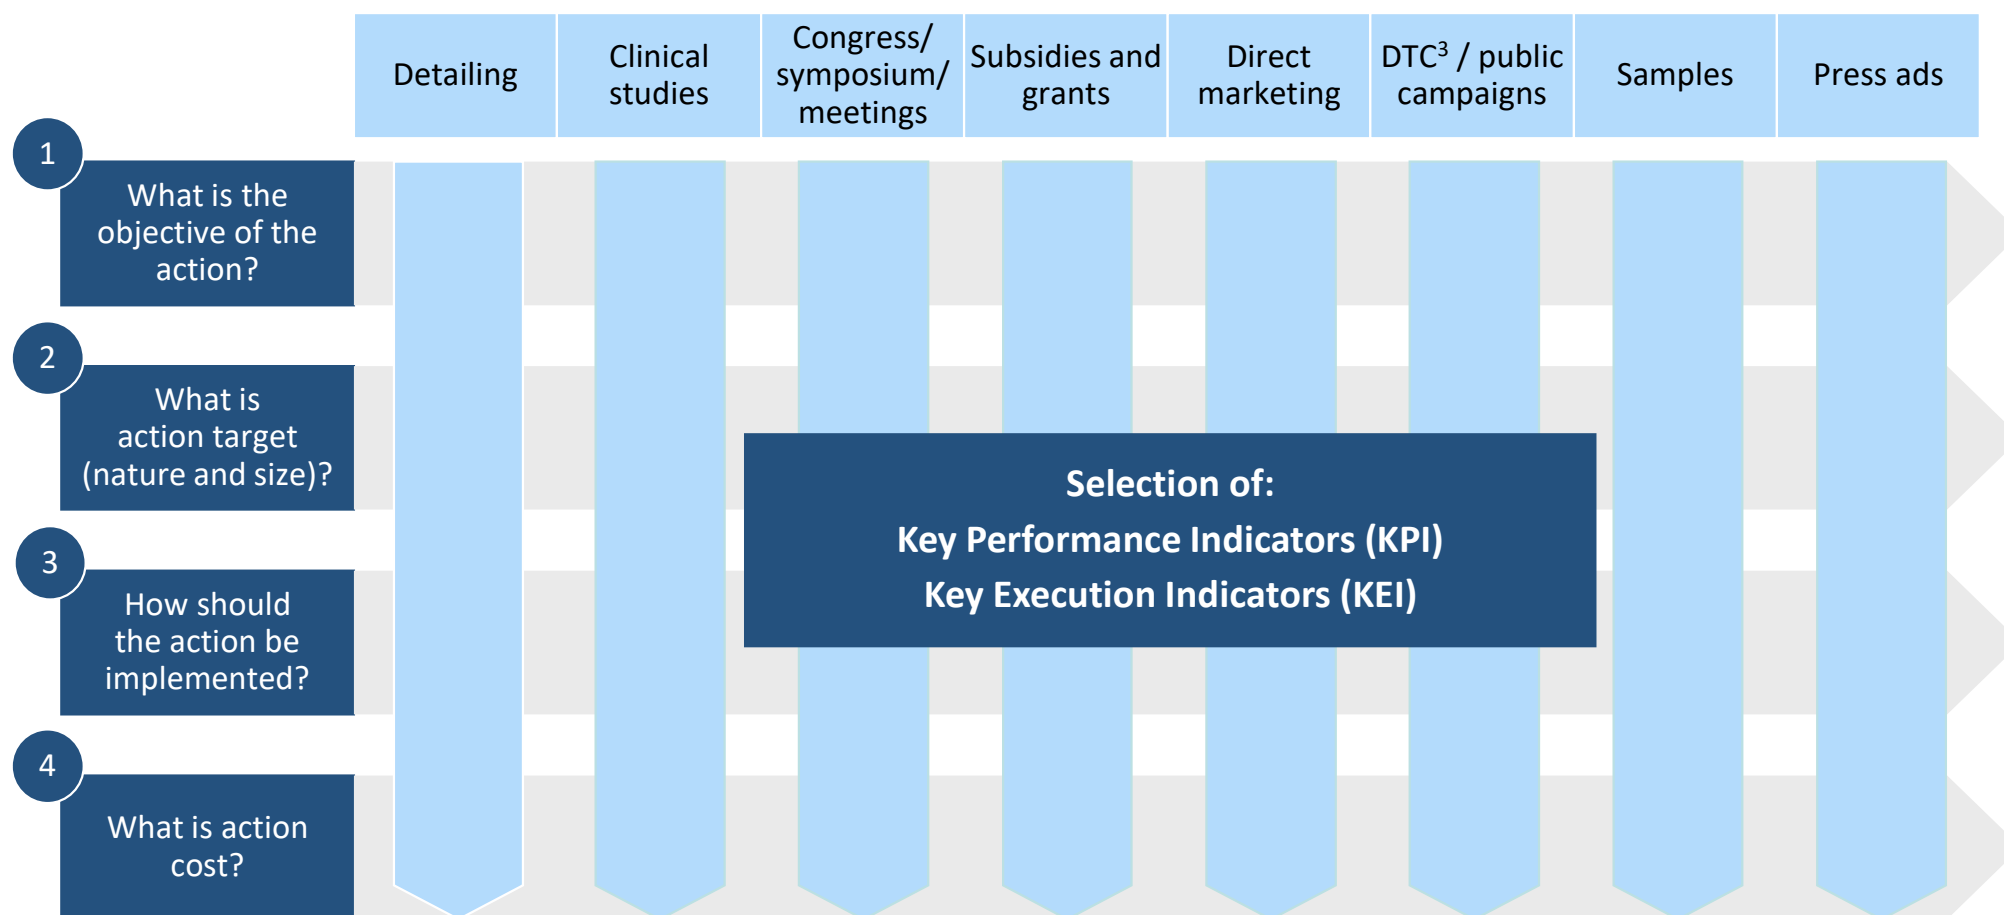 Detailing
Clinical
studies
Congress/
symposium/
meetings
Subsidies and
grants
Direct
marketing
DTC³ / public
campaigns
Samples
Press ads
1
What is the
objective of the
action?
2
What is
action target
(nature and size)?
3
How should
the action be
implemented?
4
What is action
cost?
Selection of:
Key Performance Indicators (KPI)
Key Execution Indicators (KEI)